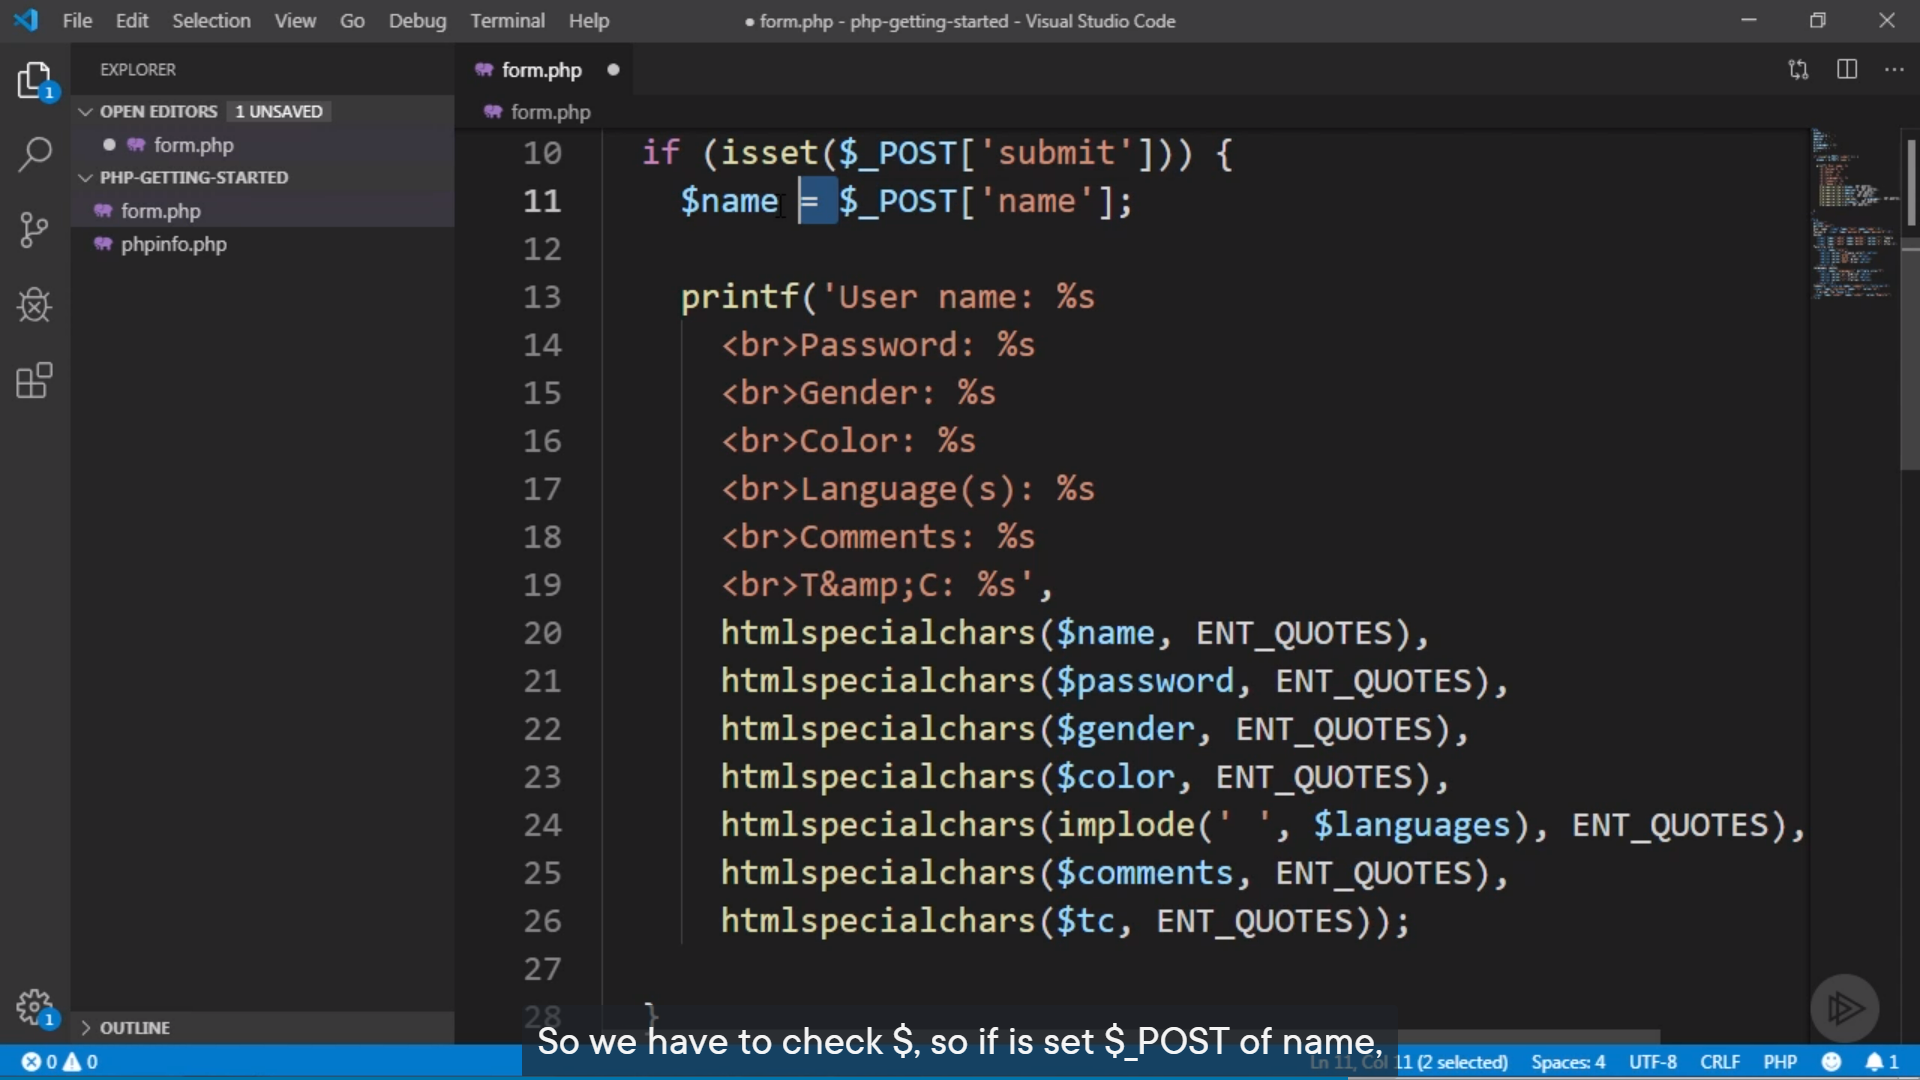 File Edit Selection View Go Debug Terminal Help
● form.php - php-getting-started - Visual Studio Code
EXPLORER
OPEN EDITORS 1 UNSAVED
form.php
PHP-GETTING-STARTED
form.php
phpinfo.php
OUTLINE
form.php
form.php
10 if (isset($_POST['submit'])) {
11 $name = $_POST['name'];
12
13 printf('User name: %s
14 <br>Password: %s
15 <br>Gender: %s
16 <br>Color: %s
17 <br>Language(s): %s
18 <br>Comments: %s
19 <br>T&amp;C: %s',
20 htmlspecialchars($name, ENT_QUOTES),
21 htmlspecialchars($password, ENT_QUOTES),
22 htmlspecialchars($gender, ENT_QUOTES),
23 htmlspecialchars($color, ENT_QUOTES),
24 htmlspecialchars(implode(' ', $languages), ENT_QUOTES),
25 htmlspecialchars($comments, ENT_QUOTES),
26 htmlspecialchars($tc, ENT_QUOTES));
27
28 }
So we have to check $, so if is set $_POST of name,
1
1
0 0
Ln 11, Col 11 (2 selected) Spaces: 4 UTF-8 CRLF PHP 1